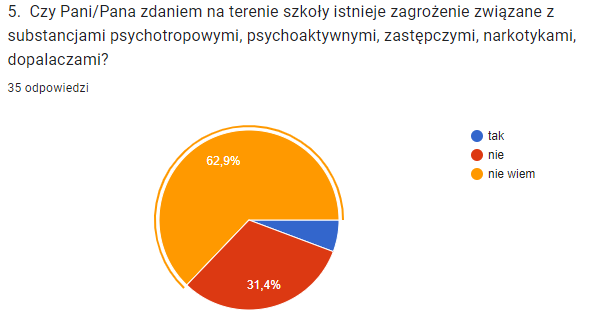 5. Czy Pani/Pana zdaniem na terenie szkoły istnieje zagrożenie związane z
substancjami psychotropowymi, psychoaktywnymi, zastępczymi, narkotykami,
dopalaczami?
35 odpowiedzi
tak
nie
nie wiem
62,9%
31,4%